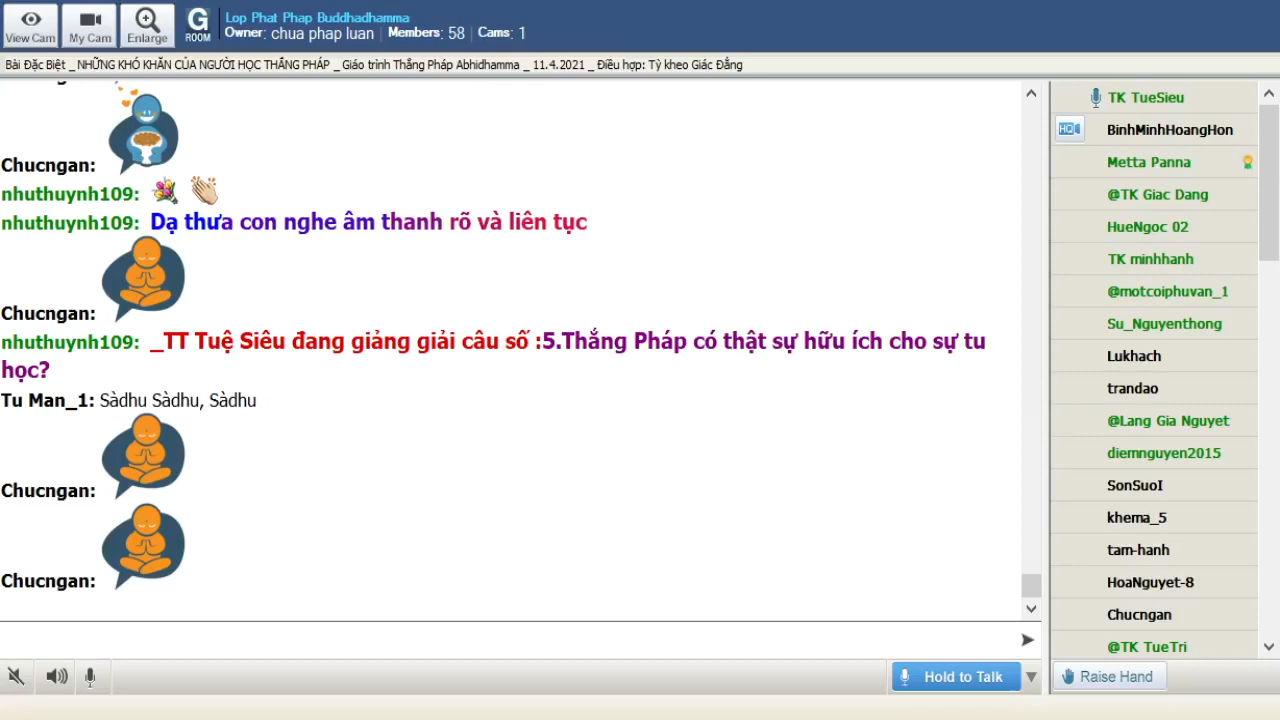 View Cam
My Cam
Enlarge
G
ROOM
Lop Phat Phap Buddhadhamma
Owner: chua phap luan | Members: 58 | Cams: 1
Bài Đặc Biệt _ NHỮNG KHÓ KHĂN CỦA NGƯỜI HỌC THẮNG PHÁP _ Giáo trình Thắng Pháp Abhidhamma _ 11.4.2021 _ Điều hợp: Tỳ kheo Giác Đẳng
Chucngan:
nhuthuynh109:
nhuthuynh109: Dạ thưa con nghe âm thanh rõ và liên tục
Chucngan:
nhuthuynh109: _TT Tuệ Siêu đang giảng giải câu số :5.Thắng Pháp có thật sự hữu ích cho sự tu
học?
Tu Man_1: Sàdhu Sàdhu, Sàdhu
Chucngan:
Chucngan:
TK TueSieu
HQ
BinhMinhHoangHon
Metta Panna
@TK Giac Dang
HueNgoc 02
TK minhhanh
@motcoiphuvan_1
Su_Nguyenthong
Lukhach
trandao
@Lang Gia Nguyet
diemnguyen2015
SonSuoI
khema_5
tam-hanh
HoaNguyet-8
Chucngan
@TK TueTri
Hold to Talk
Raise Hand